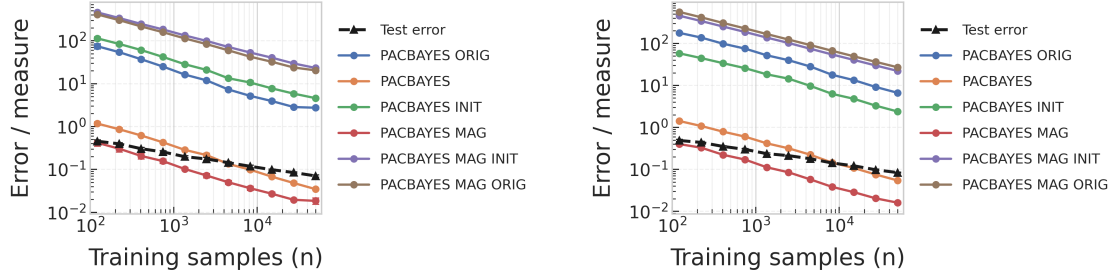 Error / measure
10^2
10^1
10^0
10^−1
10^−2
10^2
10^3
10^4
Training samples (n)
Test error
PACBAYES ORIG
PACBAYES
PACBAYES INIT
PACBAYES MAG
PACBAYES MAG INIT
PACBAYES MAG ORIG
Error / measure
10^2
10^1
10^0
10^−1
10^−2
10^2
10^3
10^4
Training samples (n)
Test error
PACBAYES ORIG
PACBAYES
PACBAYES INIT
PACBAYES MAG
PACBAYES MAG INIT
PACBAYES MAG ORIG